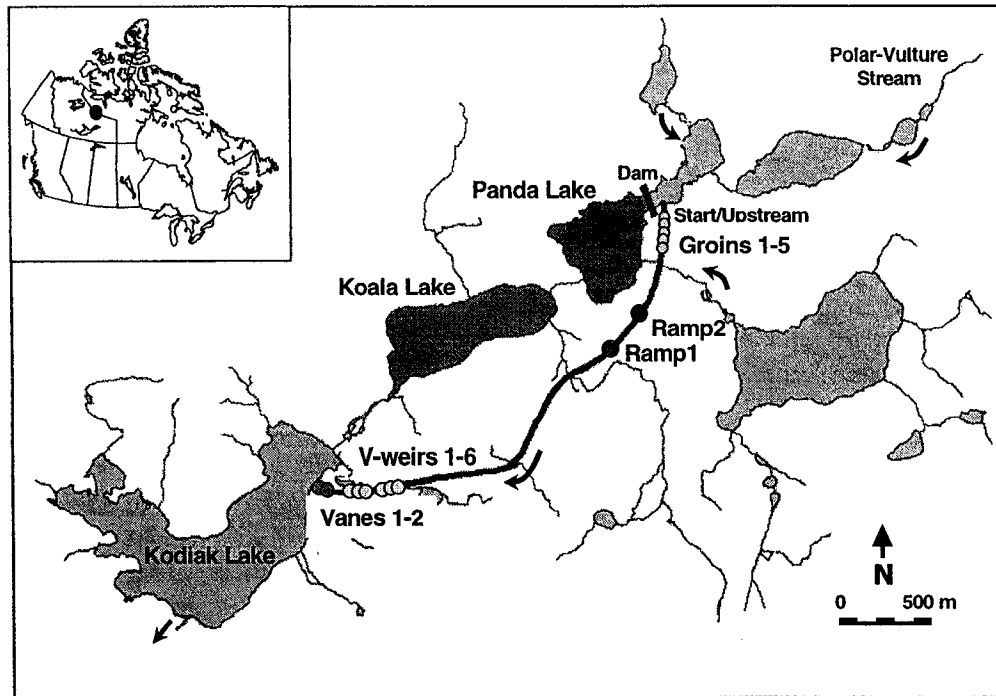 Polar-Vulture
Stream
Dam
Panda Lake
Start/Upstream
Groins 1-5
Koala Lake
Ramp2
Ramp1
V-weirs 1-6
Vanes 1-2
Kodiak Lake
N
0 500 m